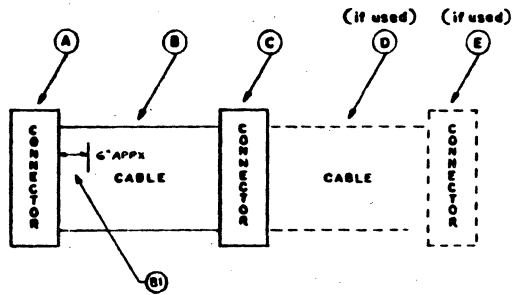 (if used) (if used)
A B C D E
CONNECTOR
6" APPX
CABLE
CONNECTOR
CABLE
CONNECTOR
B1